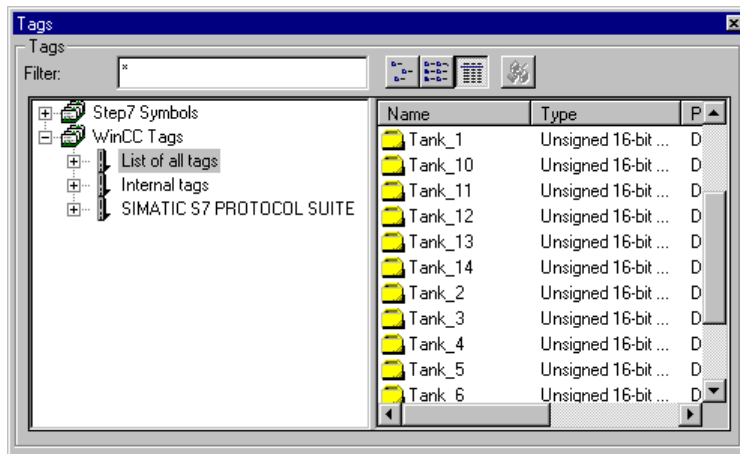 Tags
Tags
Filter: *
Step7 Symbols
WinCC Tags
List of all tags
Internal tags
SIMATIC S7 PROTOCOL SUITE
Name Type P
Tank_1 Unsigned 16-bit ... D
Tank_10 Unsigned 16-bit ... D
Tank_11 Unsigned 16-bit ... D
Tank_12 Unsigned 16-bit ... D
Tank_13 Unsigned 16-bit ... D
Tank_14 Unsigned 16-bit ... D
Tank_2 Unsigned 16-bit ... D
Tank_3 Unsigned 16-bit ... D
Tank_4 Unsigned 16-bit ... D
Tank_5 Unsigned 16-bit ... D
Tank_6 Unsigned 16-bit ... D